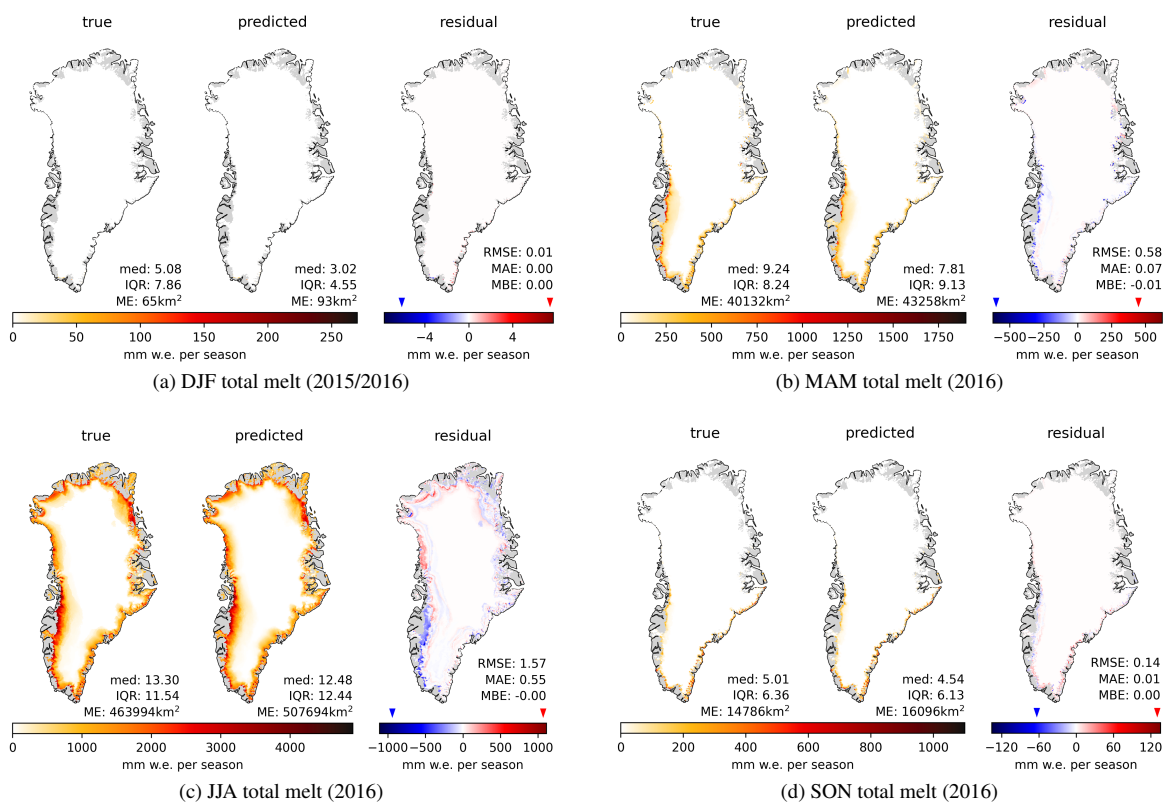 true predicted residual
med: 5.08
IQR: 7.86
ME: 65km²
med: 3.02
IQR: 4.55
ME: 93km²
RMSE: 0.01
MAE: 0.00
MBE: 0.00
0 50 100 150 200 250
mm w.e. per season
−4 0 4
mm w.e. per season
(a) DJF total melt (2015/2016)
true predicted residual
med: 9.24
IQR: 8.24
ME: 40132km²
med: 7.81
IQR: 9.13
ME: 43258km²
RMSE: 0.58
MAE: 0.07
MBE: -0.01
0 250 500 750 1000 1250 1500 1750
mm w.e. per season
−500 −250 0 250 500
mm w.e. per season
(b) MAM total melt (2016)
true predicted residual
med: 13.30
IQR: 11.54
ME: 463994km²
med: 12.48
IQR: 12.44
ME: 507694km²
RMSE: 1.57
MAE: 0.55
MBE: -0.00
0 1000 2000 3000 4000
mm w.e. per season
−1000 −500 0 500 1000
mm w.e. per season
(c) JJA total melt (2016)
true predicted residual
med: 5.01
IQR: 6.36
ME: 14786km²
med: 4.54
IQR: 6.13
ME: 16096km²
RMSE: 0.14
MAE: 0.01
MBE: 0.00
0 200 400 600 800 1000
mm w.e. per season
−120 −60 0 60 120
mm w.e. per season
(d) SON total melt (2016)